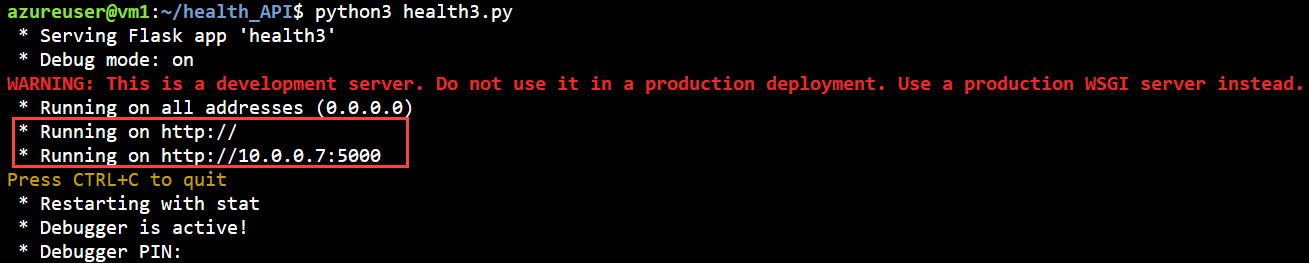 azureuser@vm1:~/health_API$ python3 health3.py
* Serving Flask app 'health3'
* Debug mode: on
WARNING: This is a development server. Do not use it in a production deployment. Use a production WSGI server instead.
* Running on all addresses (0.0.0.0)
* Running on http://
* Running on http://10.0.0.7:5000
Press CTRL+C to quit
* Restarting with stat
* Debugger is active!
* Debugger PIN: